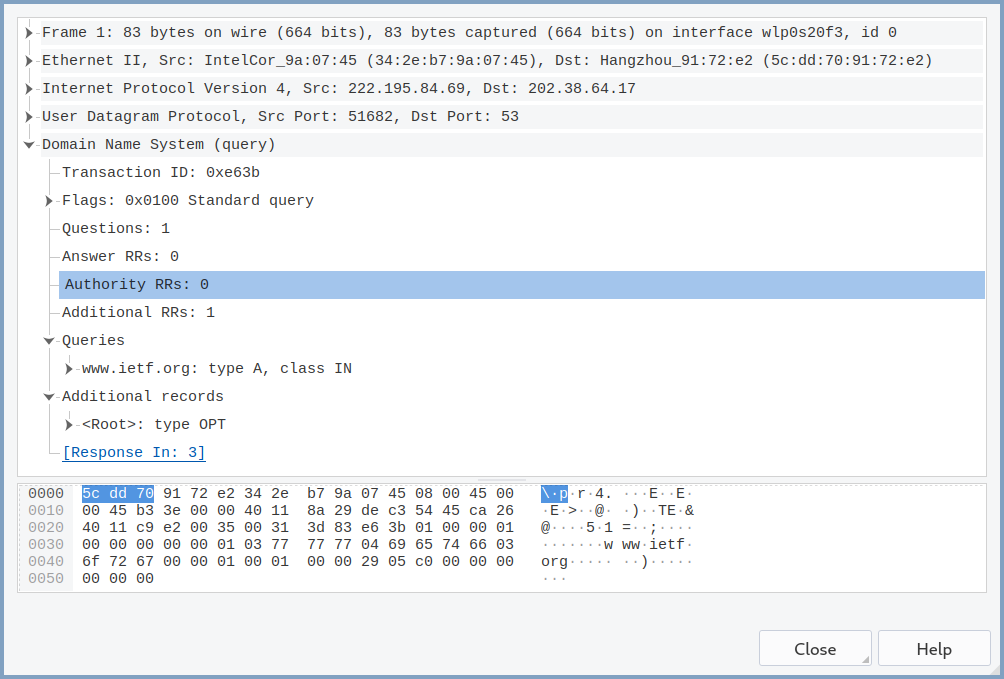 Frame 1: 83 bytes on wire (664 bits), 83 bytes captured (664 bits) on interface wlp0s20f3, id 0
Ethernet II, Src: IntelCor_9a:07:45 (34:2e:b7:9a:07:45), Dst: Hangzhou_91:72:e2 (5c:dd:70:91:72:e2)
Internet Protocol Version 4, Src: 222.195.84.69, Dst: 202.38.64.17
User Datagram Protocol, Src Port: 51682, Dst Port: 53
Domain Name System (query)
Transaction ID: 0xe63b
Flags: 0x0100 Standard query
Questions: 1
Answer RRs: 0
Authority RRs: 0
Additional RRs: 1
Queries
www.ietf.org: type A, class IN
Additional records
<Root>: type OPT
[Response In: 3]
0000 5c dd 70 91 72 e2 34 2e b7 9a 07 45 08 00 45 00 \·p·r·4. ···E··E·
0010 00 45 b3 3e 00 00 40 11 8a 29 de c3 54 45 ca 26 ·E·>··@· ·)··TE·&
0020 40 11 c9 e2 00 35 00 31 3d 83 e6 3b 01 00 00 01 @····5·1 =··;····
0030 00 00 00 00 00 01 03 77 77 77 04 69 65 74 66 03 ·······w ww·ietf·
0040 6f 72 67 00 00 01 00 01 00 00 29 05 c0 00 00 00 org····· ··)·····
0050 00 00 00 ···
Close Help